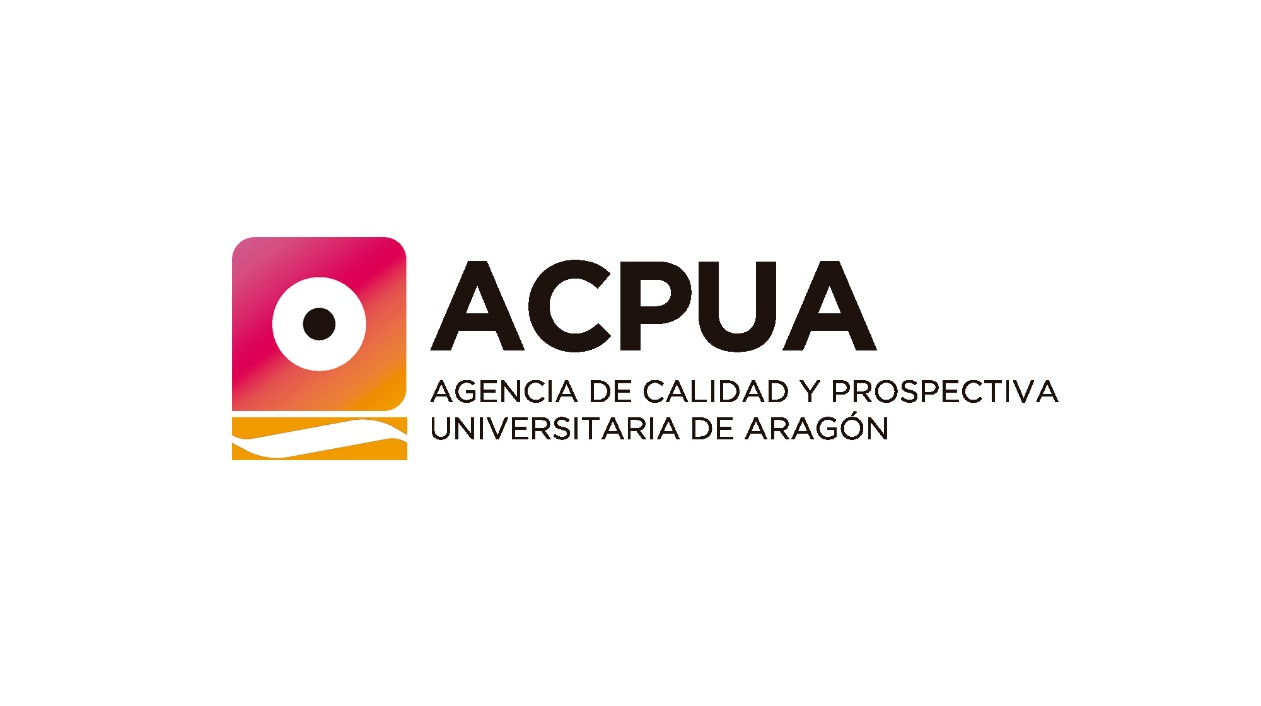 ACPUA
AGENCIA DE CALIDAD Y PROSPECTIVA
UNIVERSITARIA DE ARAGÓN